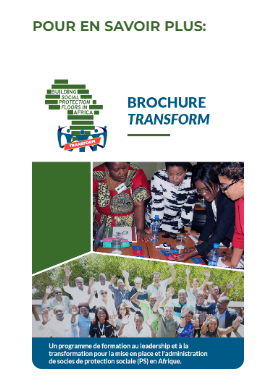 POUR EN SAVOIR PLUS:
BUILDING
SOCIAL
PROTECTION
FLOORS IN
AFRICA
TRANSFORM
BROCHURE
TRANSFORM
Un programme de formation au leadership et à la
transformation pour la mise en place et l'administration
de socles de protection sociale (PS) en Afrique.